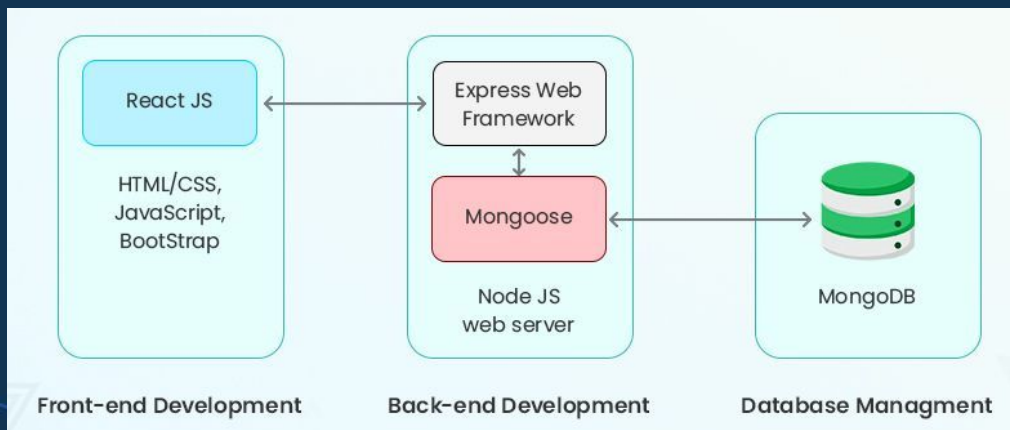 React JS
HTML/CSS,
JavaScript,
BootStrap
Front-end Development
Express Web
Framework
Mongoose
Node JS
web server
Back-end Development
MongoDB
Database Managment